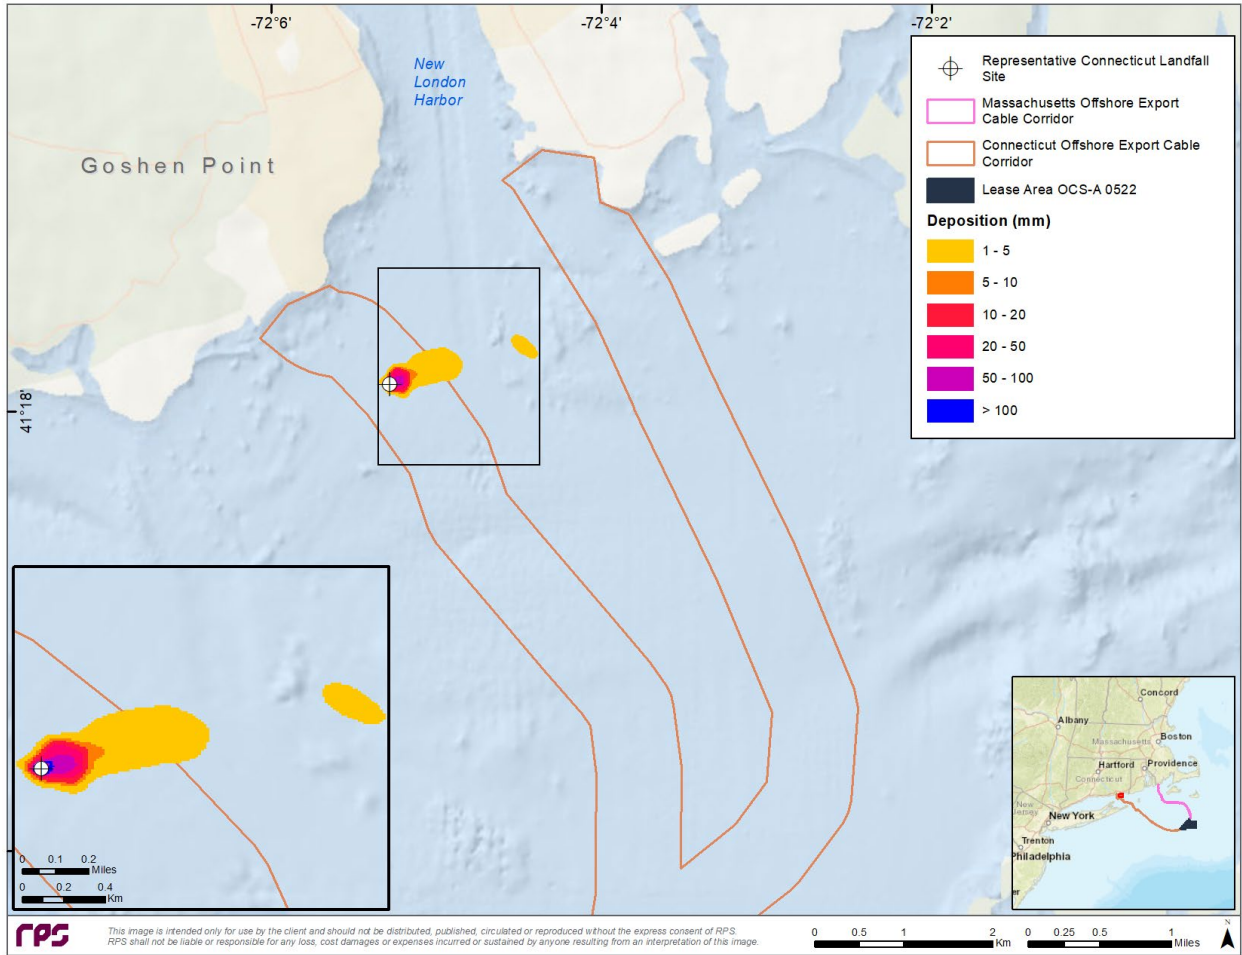 -72°6'
-72°4'
-72°2'
New
London
Harbor
Goshen Point
41°18'
Representative Connecticut Landfall
Site
Massachusetts Offshore Export
Cable Corridor
Connecticut Offshore Export Cable
Corridor
Lease Area OCS-A 0522
Deposition (mm)
1 - 5
5 - 10
10 - 20
20 - 50
50 - 100
> 100
0 0.1 0.2
Miles
0 0.2 0.4
Km
Concord
Albany
Massachusetts
Boston
Hartford
Providence
Connecticut
New
Jersey
New York
Trenton
Philadelphia
er
rps
This image is intended only for use by the client and should not be distributed, published, circulated or reproduced without the express consent of RPS.
RPS shall not be liable or responsible for any loss, cost damages or expenses incurred or sustained by anyone resulting from an interpretation of this image.
0 0.5 1 2
Km
0 0.25 0.5 1
Miles
N